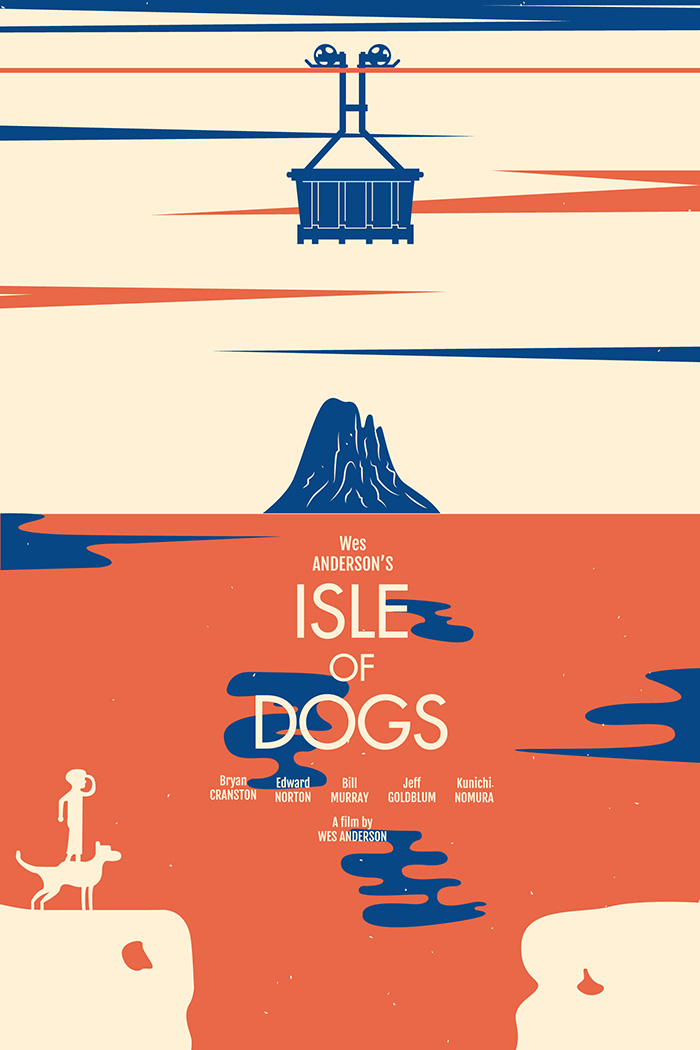 Wes
ANDERSON'S
ISLE
OF
DOGS
Bryan Edward Bill Jeff Kunichi
CRANSTON NORTON MURRAY GOLDBLUM NOMURA
A film by
WES ANDERSON